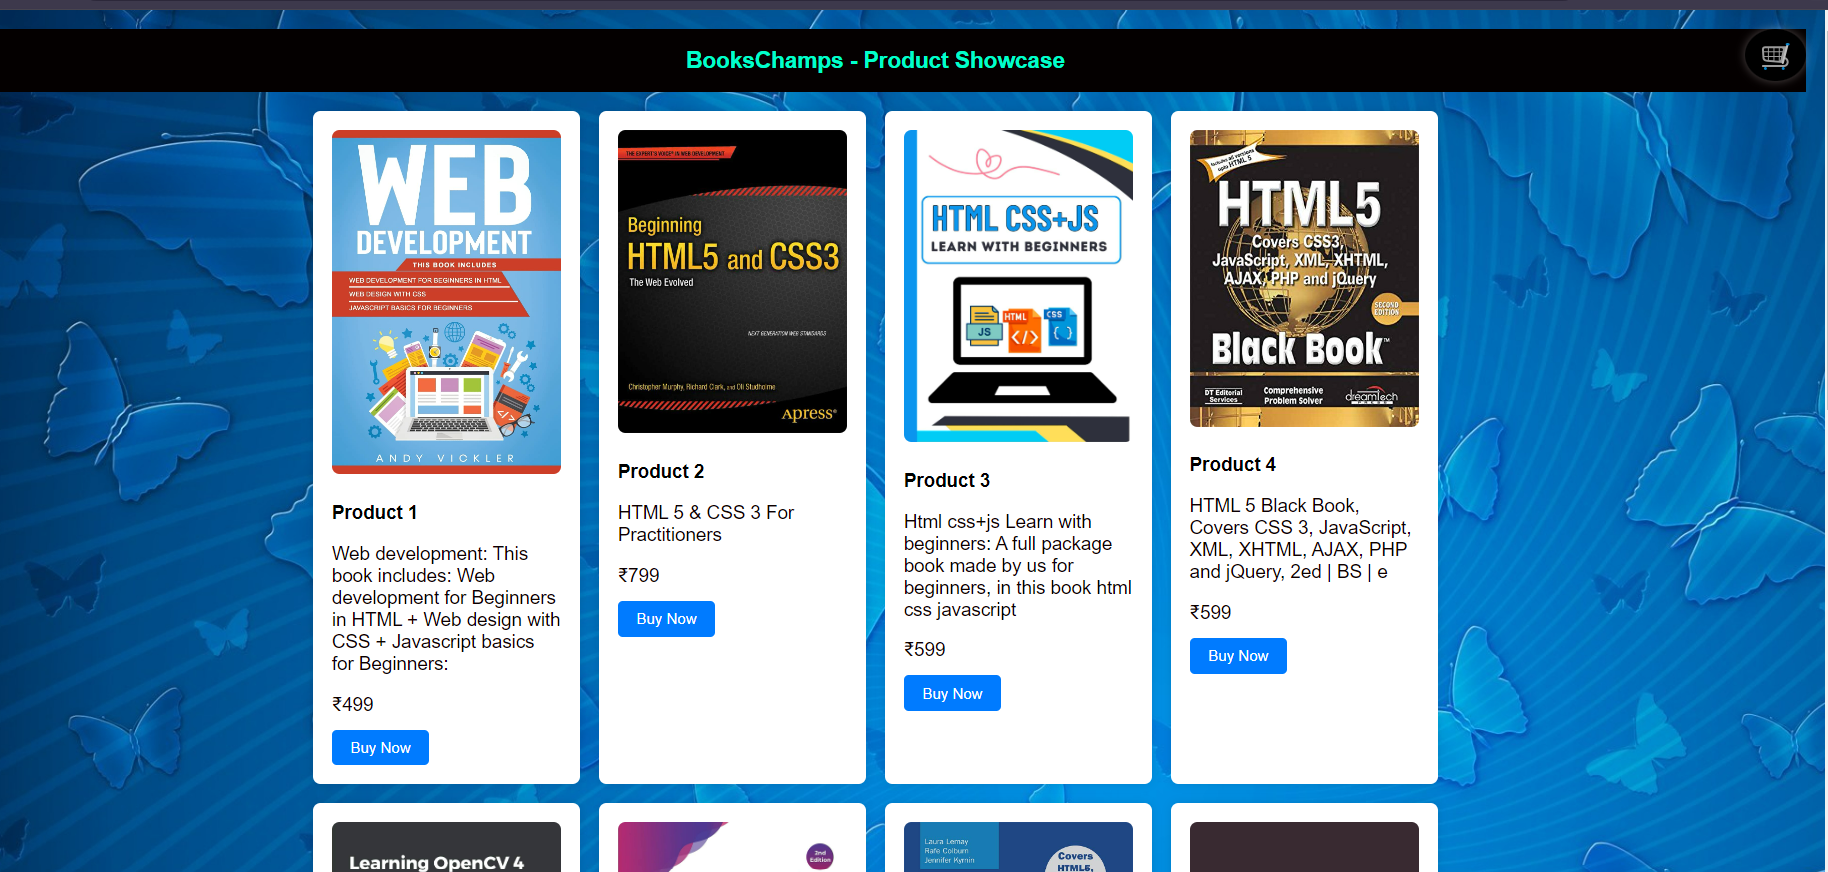 BooksChamps - Product Showcase
WEB
DEVELOPMENT
THIS BOOK INCLUDES
WEB DEVELOPMENT FOR BEGINNERS IN HTML
WEB DESIGN WITH CSS
JAVASCRIPT BASICS FOR BEGINNERS
ANDY VICKLER
Product 1
Web development: This
book includes: Web
development for Beginners
in HTML + Web design with
CSS + Javascript basics
for Beginners:
₹499
Buy Now
THE EXPERT'S VOICE® IN WEB DEVELOPMENT
Beginning
HTML5 and CSS3
The Web Evolved
NEXT GENERATION WEB STANDARDS
Christopher Murphy, Richard Clark, and Oli Studholme
Apress®
Product 2
HTML 5 & CSS 3 For
Practitioners
₹799
Buy Now
HTML CSS+JS
LEARN WITH BEGINNERS
JS
HTML
CSS
Product 3
Html css+js Learn with
beginners: A full package
book made by us for
beginners, in this book html
css javascript
₹599
Buy Now
Includes all versions
upto HTML 5
HTML5
Covers CSS3,
JavaScript, XML, XHTML,
AJAX, PHP and jQuery
SECOND
EDITION
Black Book™
DT Editorial
Services
Comprehensive
Problem Solver
dreamtech
PRESS
Product 4
HTML 5 Black Book,
Covers CSS 3, JavaScript,
XML, XHTML, AJAX, PHP
and jQuery, 2ed | BS | e
₹599
Buy Now
Learning OpenCV 4
2nd
Edition
Laura Lemay
Rafe Colburn
Jennifer Kyrnin
Covers
HTML5,